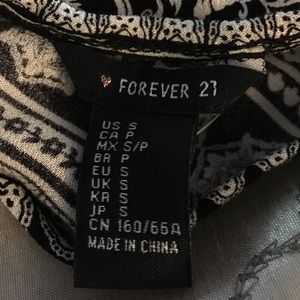 FOREVER 21
US S
CA P
MX S/P
BR P
EU S
UK S
KR S
JP S
CN 160/66A
MADE IN CHINA